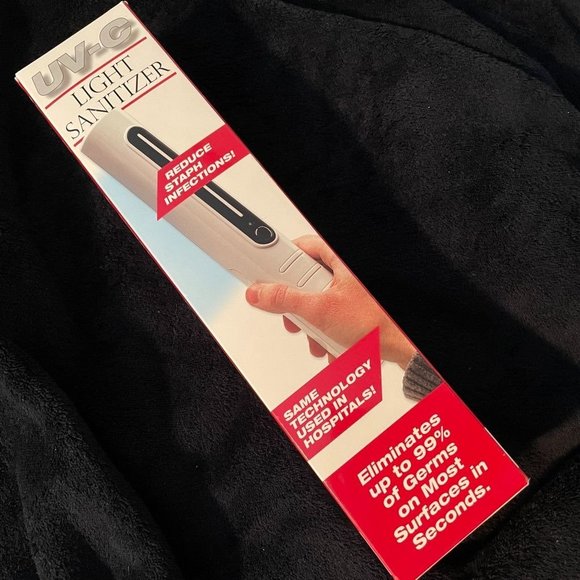 UV-C
LIGHT
SANITIZER
REDUCE
STAPH
INFECTIONS!
SAME
TECHNOLOGY
USED IN
HOSPITALS!
Eliminates
up to 99%
of Germs
on Most
Surfaces in
Seconds.